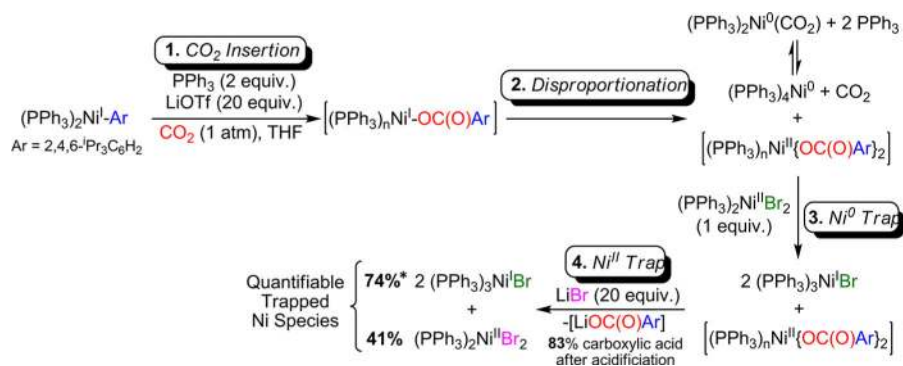 (PPh₃)₂Ni⁰(CO₂) + 2 PPh₃
1. CO₂ Insertion
PPh₃ (2 equiv.)
LiOTf (20 equiv.)
CO₂ (1 atm), THF
(PPh₃)₂Niᴵ-Ar
Ar = 2,4,6-ⁱPr₃C₆H₂
[(PPh₃)ₙNiᴵ-OC(O)Ar]
2. Disproportionation
(PPh₃)₄Ni⁰ + CO₂
+
[(PPh₃)ₙNiᴵᴵ{OC(O)Ar}₂]
(PPh₃)₂NiᴵᴵBr₂
(1 equiv.)
3. Ni⁰ Trap
2 (PPh₃)₃NiᴵBr
+
[(PPh₃)ₙNiᴵᴵ{OC(O)Ar}₂]
4. Niᴵᴵ Trap
LiBr (20 equiv.)
-[LiOC(O)Ar]
83% carboxylic acid
after acidificiation
74%* 2 (PPh₃)₃NiᴵBr
+
41% (PPh₃)₂NiᴵᴵBr₂
Quantifiable
Trapped
Ni Species